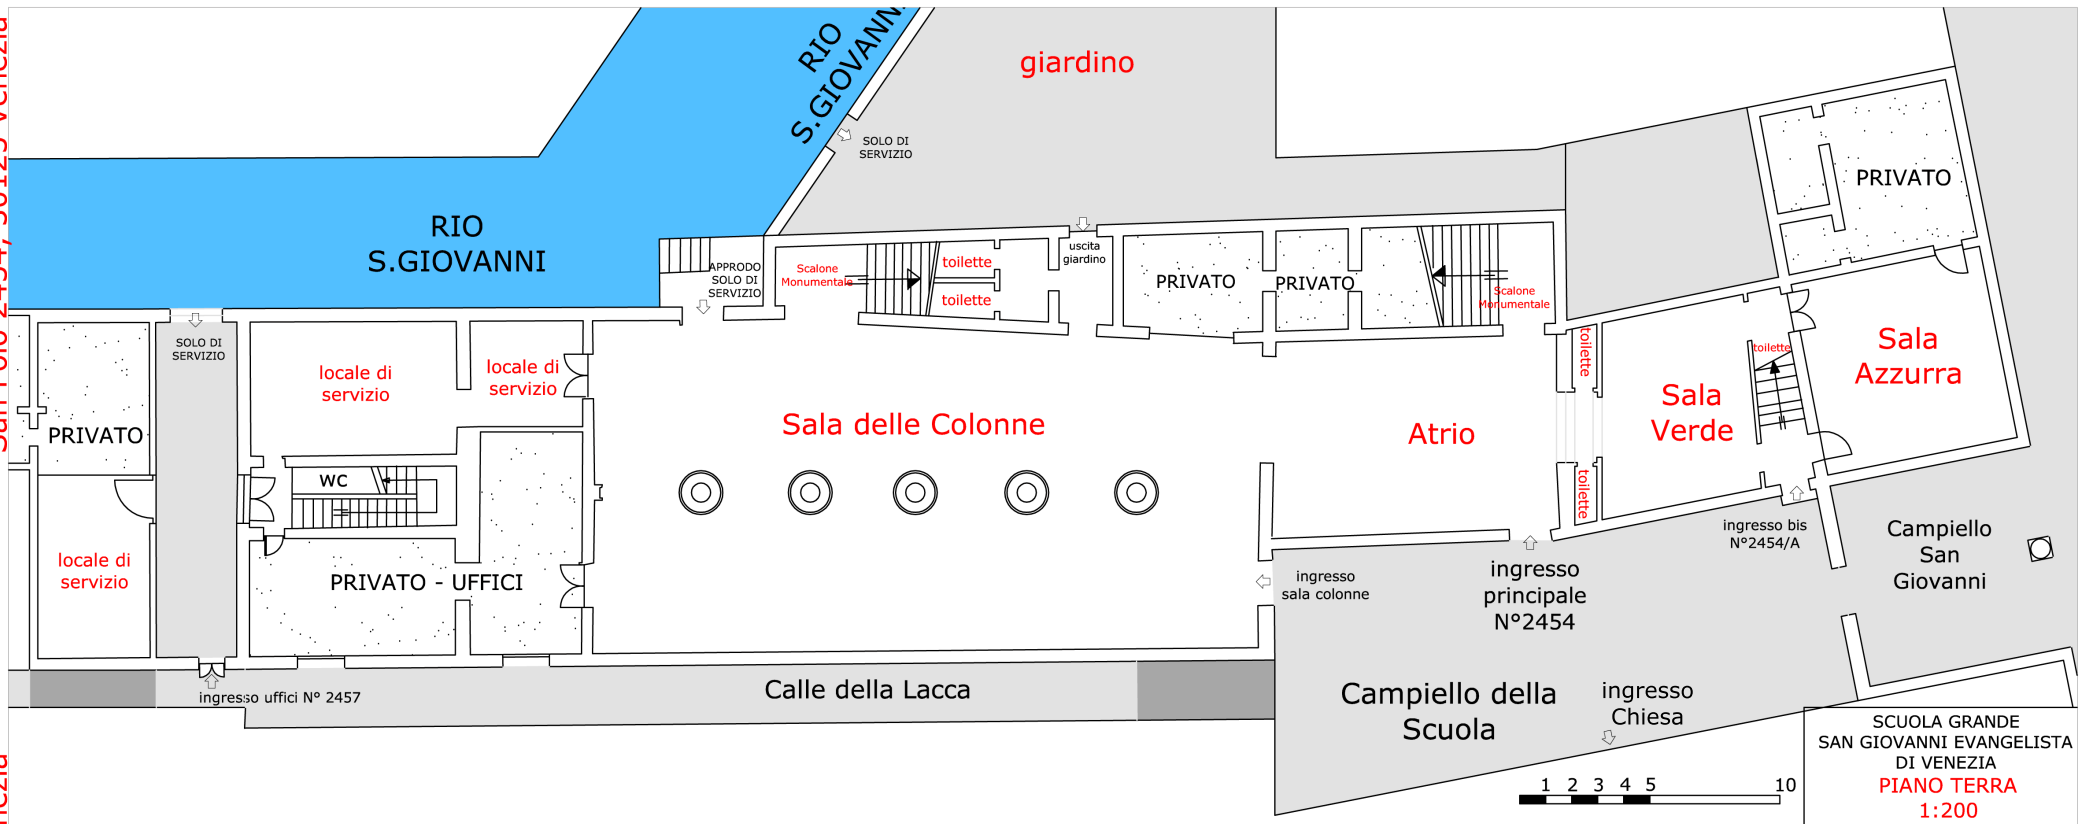 giardino
RIO
S.GIOVANNI
SOLO DI
SERVIZIO
RIO
S.GIOVANNI
PRIVATO
APPRODO
SOLO DI
SERVIZIO
Scalone
Monumentale
toilette
toilette
uscita
giardino
PRIVATO
PRIVATO
Scalone
Monumentale
SOLO DI
SERVIZIO
locale di
servizio
locale di
servizio
toilette
toilette
Sala
Azzurra
Sala
Verde
PRIVATO
Sala delle Colonne
Atrio
WC
toilette
locale di
servizio
PRIVATO - UFFICI
ingresso
sala colonne
ingresso
principale
N°2454
ingresso bis
N°2454/A
Campiello
San
Giovanni
ingresso uffici N° 2457
Calle della Lacca
Campiello della
Scuola
ingresso
Chiesa
1 2 3 4 5 10
SCUOLA GRANDE
SAN GIOVANNI EVANGELISTA
DI VENEZIA
PIANO TERRA
1:200